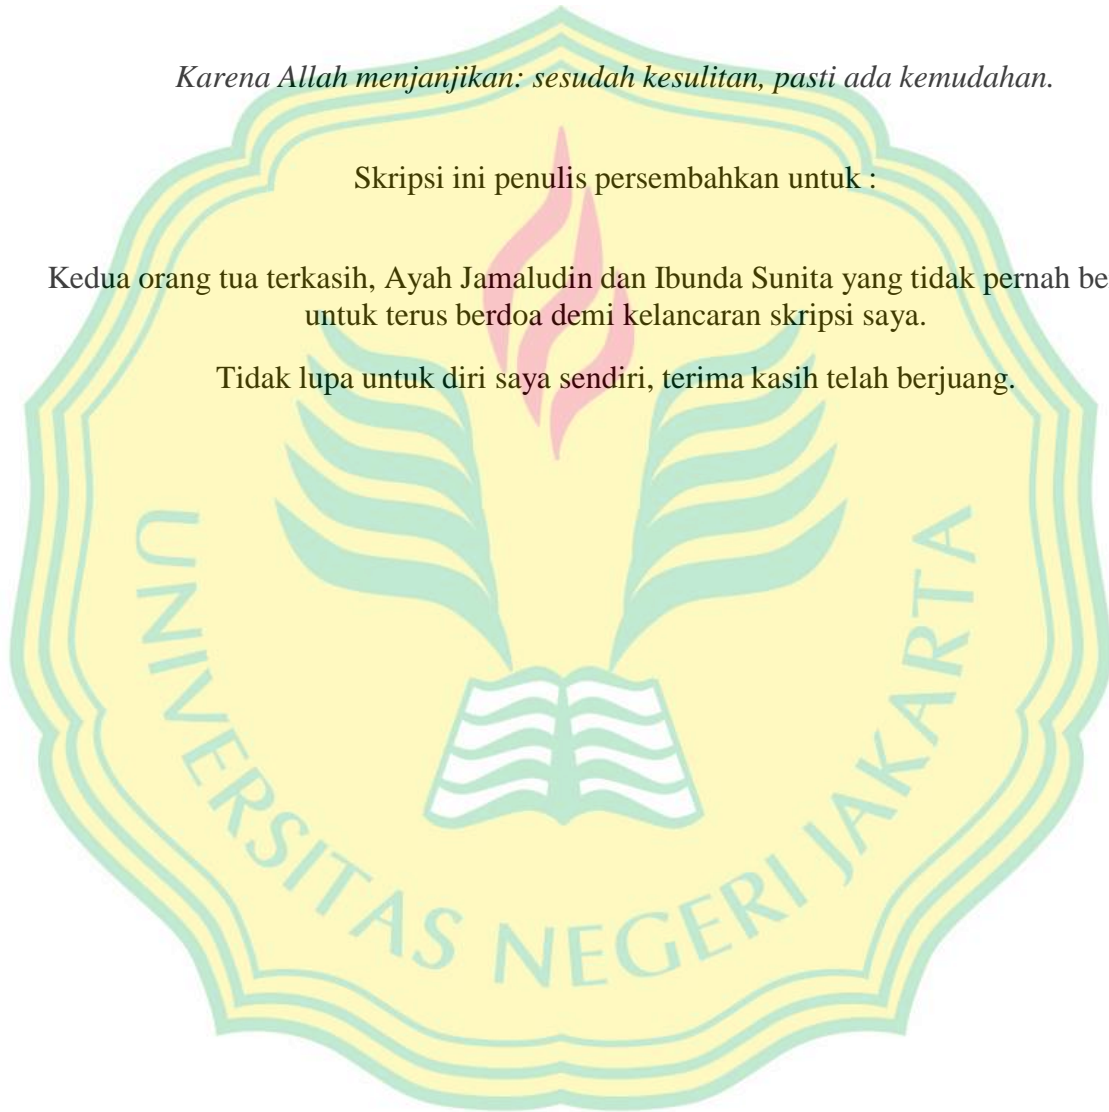 Karena Allah menjanjikan: sesudah kesulitan, pasti ada kemudahan.
Skripsi ini penulis persembahkan untuk :
Kedua orang tua terkasih, Ayah Jamaludin dan Ibunda Sunita yang tidak pernah be
untuk terus berdoa demi kelancaran skripsi saya.
Tidak lupa untuk diri saya sendiri, terima kasih telah berjuang.
UNIVERSITAS NEGERI JAKARTA